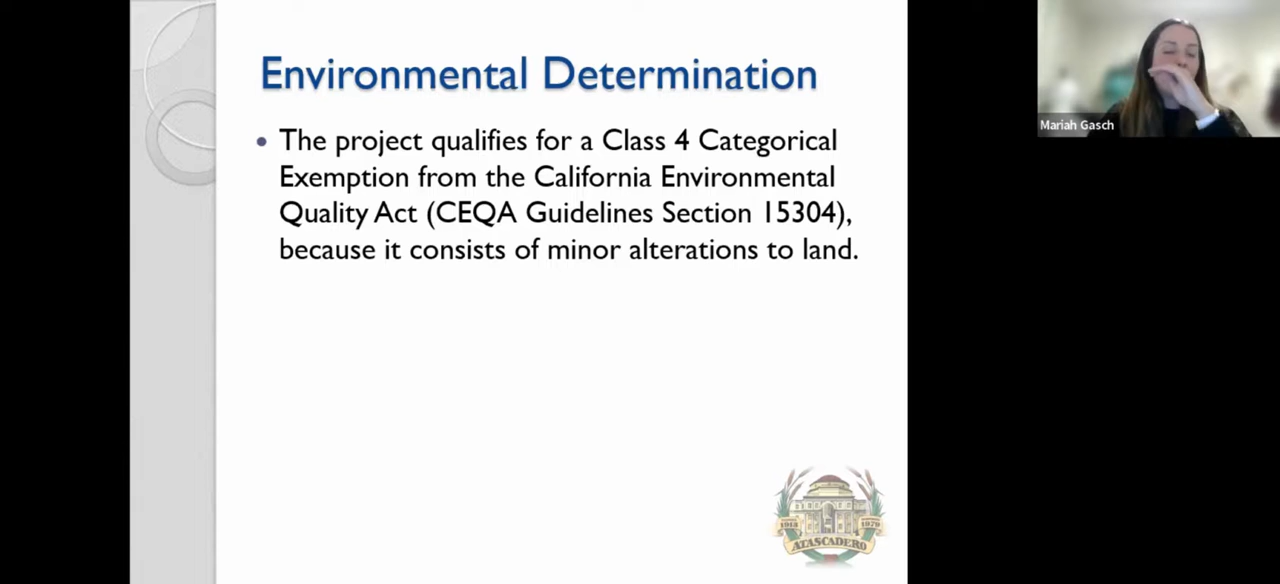 Environmental Determination
• The project qualifies for a Class 4 Categorical
Exemption from the California Environmental
Quality Act (CEQA Guidelines Section 15304),
because it consists of minor alterations to land.
Mariah Gasch
1913
1979
ATASCADERO